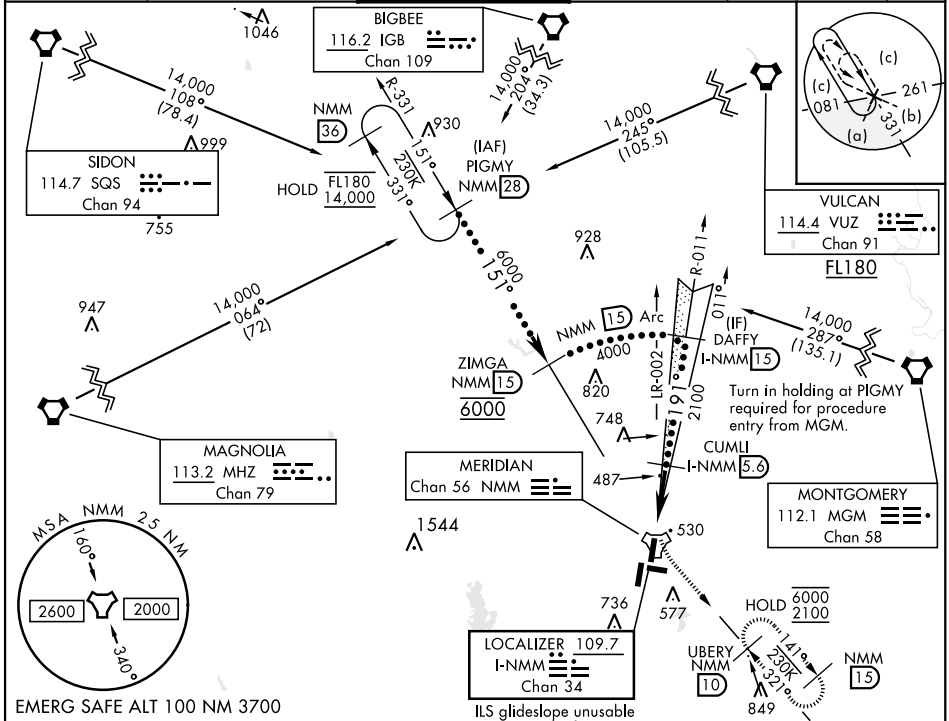 1046
BIGBEE
116.2 IGB
Chan 109
14,000
108°
(78.4)
14,000
204°
(34.3)
14,000
245°
(105.5)
(c)
(c)
081
261
(b)
(a)
331
SIDON
114.7 SQS
Chan 94
999
755
NMM
36
R-331
930
151°
230K
331°
HOLD FL180
14,000
(IAF)
PIGMY
NMM 28
VULCAN
114.4 VUZ
Chan 91
FL180
947
14,000
064°
(72)
6000
151°
928
R-011
011°
NMM 15 Arc
4000
LR-002
(IF)
DAFFY
I-NMM 15
14,000
287°
(135.1)
ZIMGA
NMM 15
6000
820
191°
2100
Turn in holding at PIGMY
required for procedure
entry from MGM.
748
CUMLI
I-NMM 5.6
487
MAGNOLIA
113.2 MHZ
Chan 79
MERIDIAN
Chan 56 NMM
MONTGOMERY
112.1 MGM
Chan 58
1544
530
MSA NMM 25 NM
160°
2600
2000
340°
736
577
HOLD 6000
2100
LOCALIZER 109.7
I-NMM
Chan 34
UBERY
NMM
10
141°
230K
321°
NMM
15
849
EMERG SAFE ALT 100 NM 3700
ILS glideslope unusable